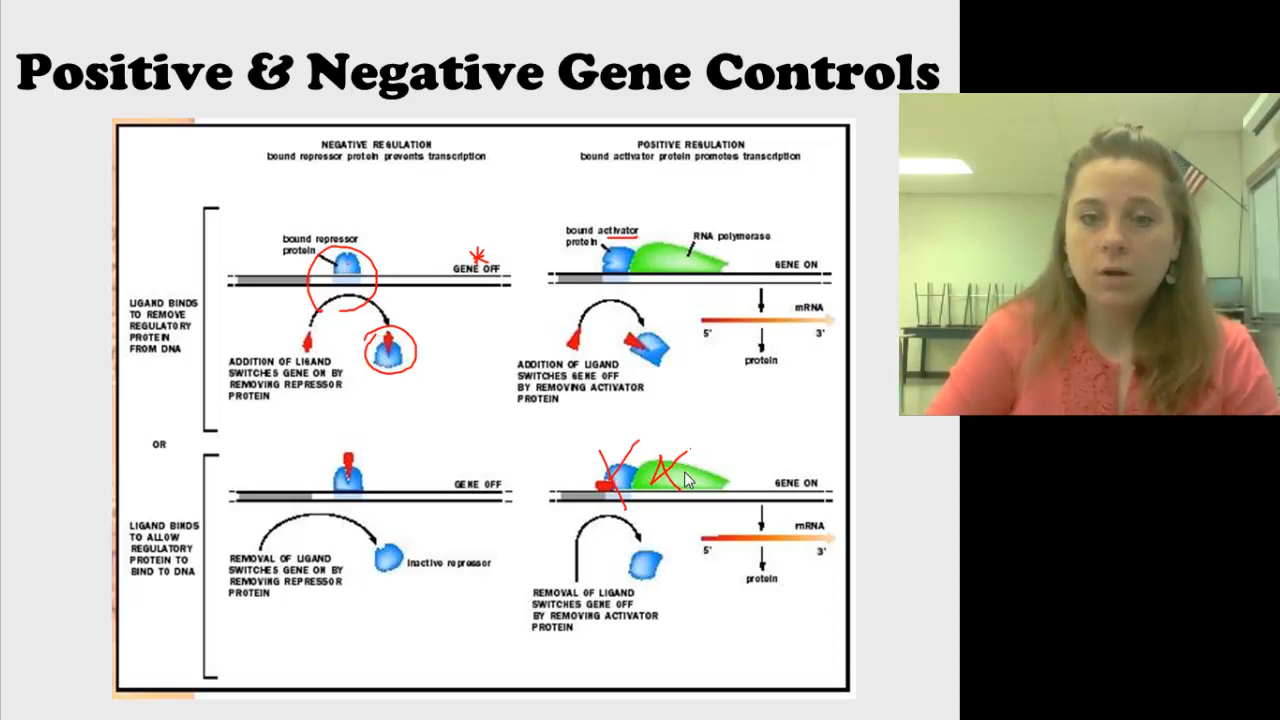 Positive & Negative Gene Controls
NEGATIVE REGULATION
bound repressor protein prevents transcription
POSITIVE REGULATION
bound activator protein promotes transcription
LIGAND BINDS
TO REMOVE
REGULATORY
PROTEIN
FROM DNA
bound repressor
protein
GENE OFF
ADDITION OF LIGAND
SWITCHES GENE ON BY
REMOVING REPRESSOR
PROTEIN
bound activator
protein
RNA polymerase
GENE ON
mRNA
5'
3'
protein
ADDITION OF LIGAND
SWITCHES GENE OFF
BY REMOVING ACTIVATOR
PROTEIN
OR
LIGAND BINDS
TO ALLOW
REGULATORY
PROTEIN TO
BIND TO DNA
GENE OFF
REMOVAL OF LIGAND
SWITCHES GENE ON BY
REMOVING REPRESSOR
PROTEIN
inactive repressor
GENE ON
mRNA
5'
3'
protein
REMOVAL OF LIGAND
SWITCHES GENE OFF
BY REMOVING ACTIVATOR
PROTEIN